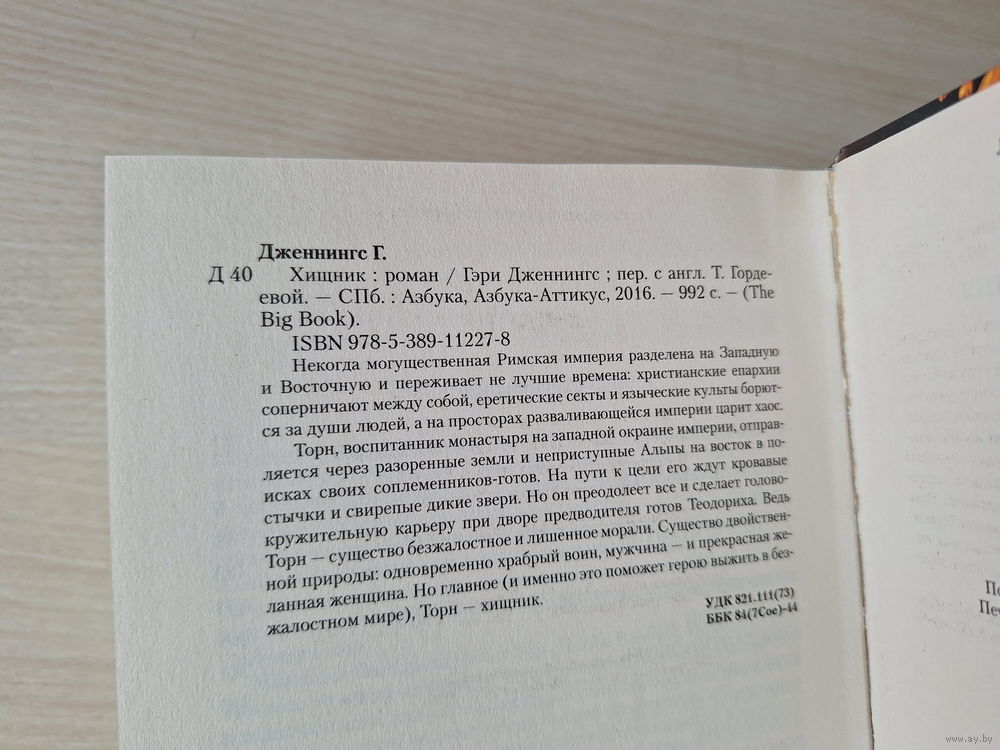 Дженнингс Г.
Д 40 Хищник : роман / Гэри Дженнингс ; пер. с англ. Т. Горде-
евой. — СПб. : Азбука, Азбука-Аттикус, 2016. — 992 с. — (The
Big Book).
ISBN 978-5-389-11227-8
Некогда могущественная Римская империя разделена на Западную
и Восточную и переживает не лучшие времена: христианские епархии
соперничают между собой, еретические секты и языческие культы борют-
ся за души людей, а на просторах разваливающейся империи царит хаос.
Торн, воспитанник монастыря на западной окраине империи, отправ-
ляется через разоренные земли и неприступные Альпы на восток в по-
исках своих соплеменников-готов. На пути к цели его ждут кровавые
стычки и свирепые дикие звери. Но он преодолеет все и сделает голово-
кружительную карьеру при дворе предводителя готов Теодориха. Ведь
Торн — существо безжалостное и лишенное морали. Существо двойствен-
ной природы: одновременно храбрый воин, мужчина — и прекрасная же-
ланная женщина. Но главное (и именно это поможет герою выжить в без-
жалостном мире), Торн — хищник.
УДК 821.111(73)
ББК 84(7Сое)-44
www.ay.by